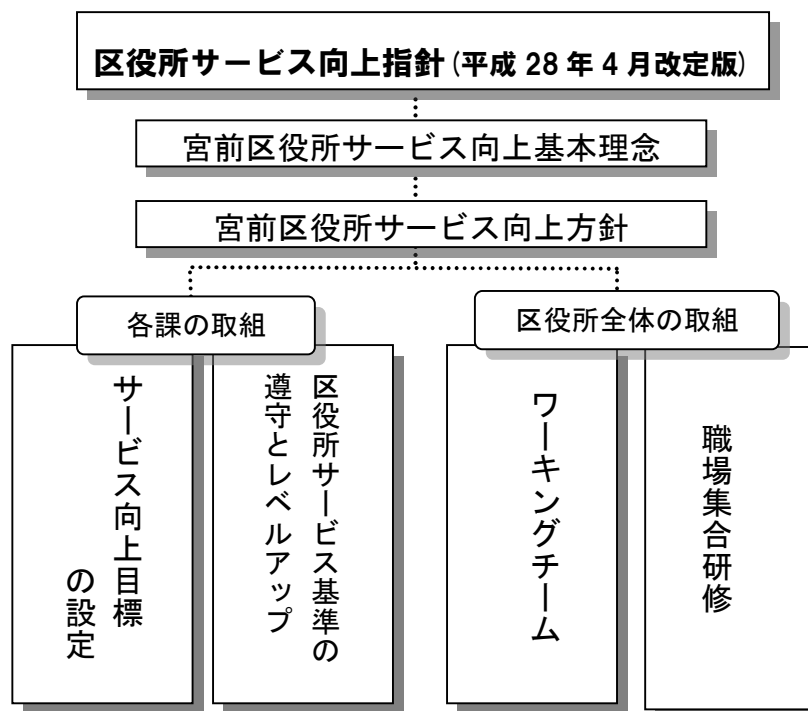 区役所サービス向上指針(平成28年4月改定版)
宮前区役所サービス向上基本理念
宮前区役所サービス向上方針
各課の取組
区役所全体の取組
サービス向上目標
の設定
区役所サービス基準の
遵守とレベルアップ
ワーキングチーム
職場集合研修